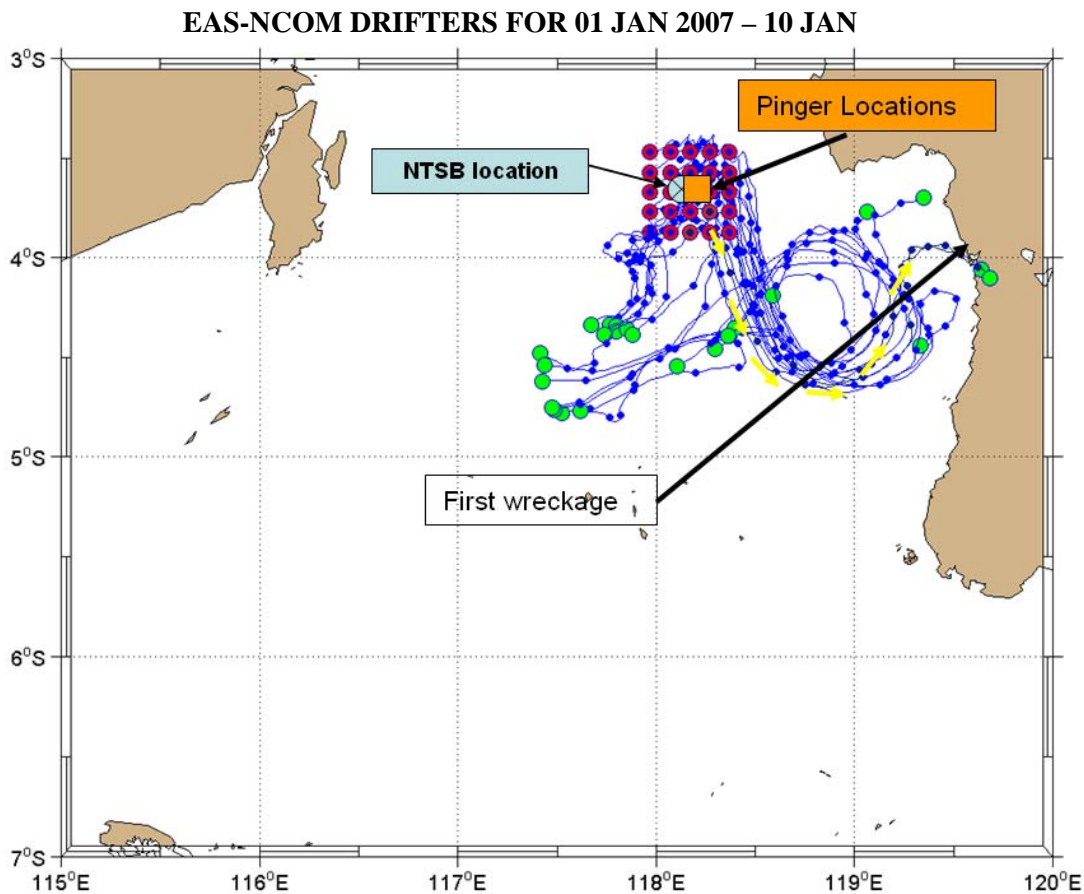 EAS-NCOM DRIFTERS FOR 01 JAN 2007 – 10 JAN
3°S
Pinger Locations
NTSB location
4°S
5°S
First wreckage
6°S
7°S
115°E 116°E 117°E 118°E 119°E 120°E